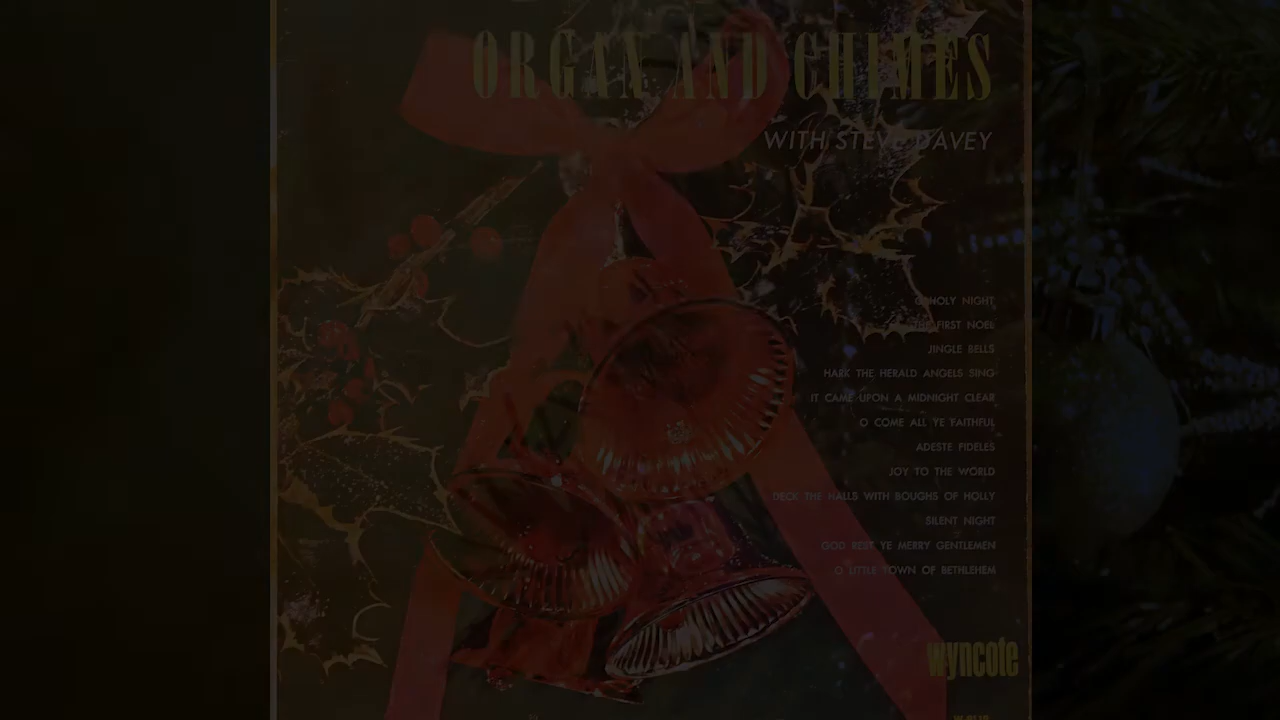 ORGAN AND CHIMES
WITH STEVE DAVEY
O HOLY NIGHT
THE FIRST NOEL
JINGLE BELLS
HARK THE HERALD ANGELS SING
IT CAME UPON A MIDNIGHT CLEAR
O COME ALL YE FAITHFUL
ADESTE FIDELES
JOY TO THE WORLD
DECK THE HALLS WITH BOUGHS OF HOLLY
SILENT NIGHT
GOD REST YE MERRY GENTLEMEN
O LITTLE TOWN OF BETHLEHEM
wyncote